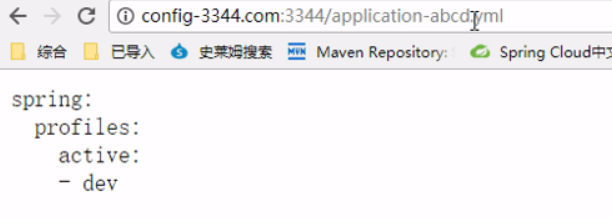 config-3344.com:3344/application-abcd.yml
综合 已导入 史莱姆搜索 MVN Maven Repository: Spring Cloud中文
spring:
profiles:
active:
- dev